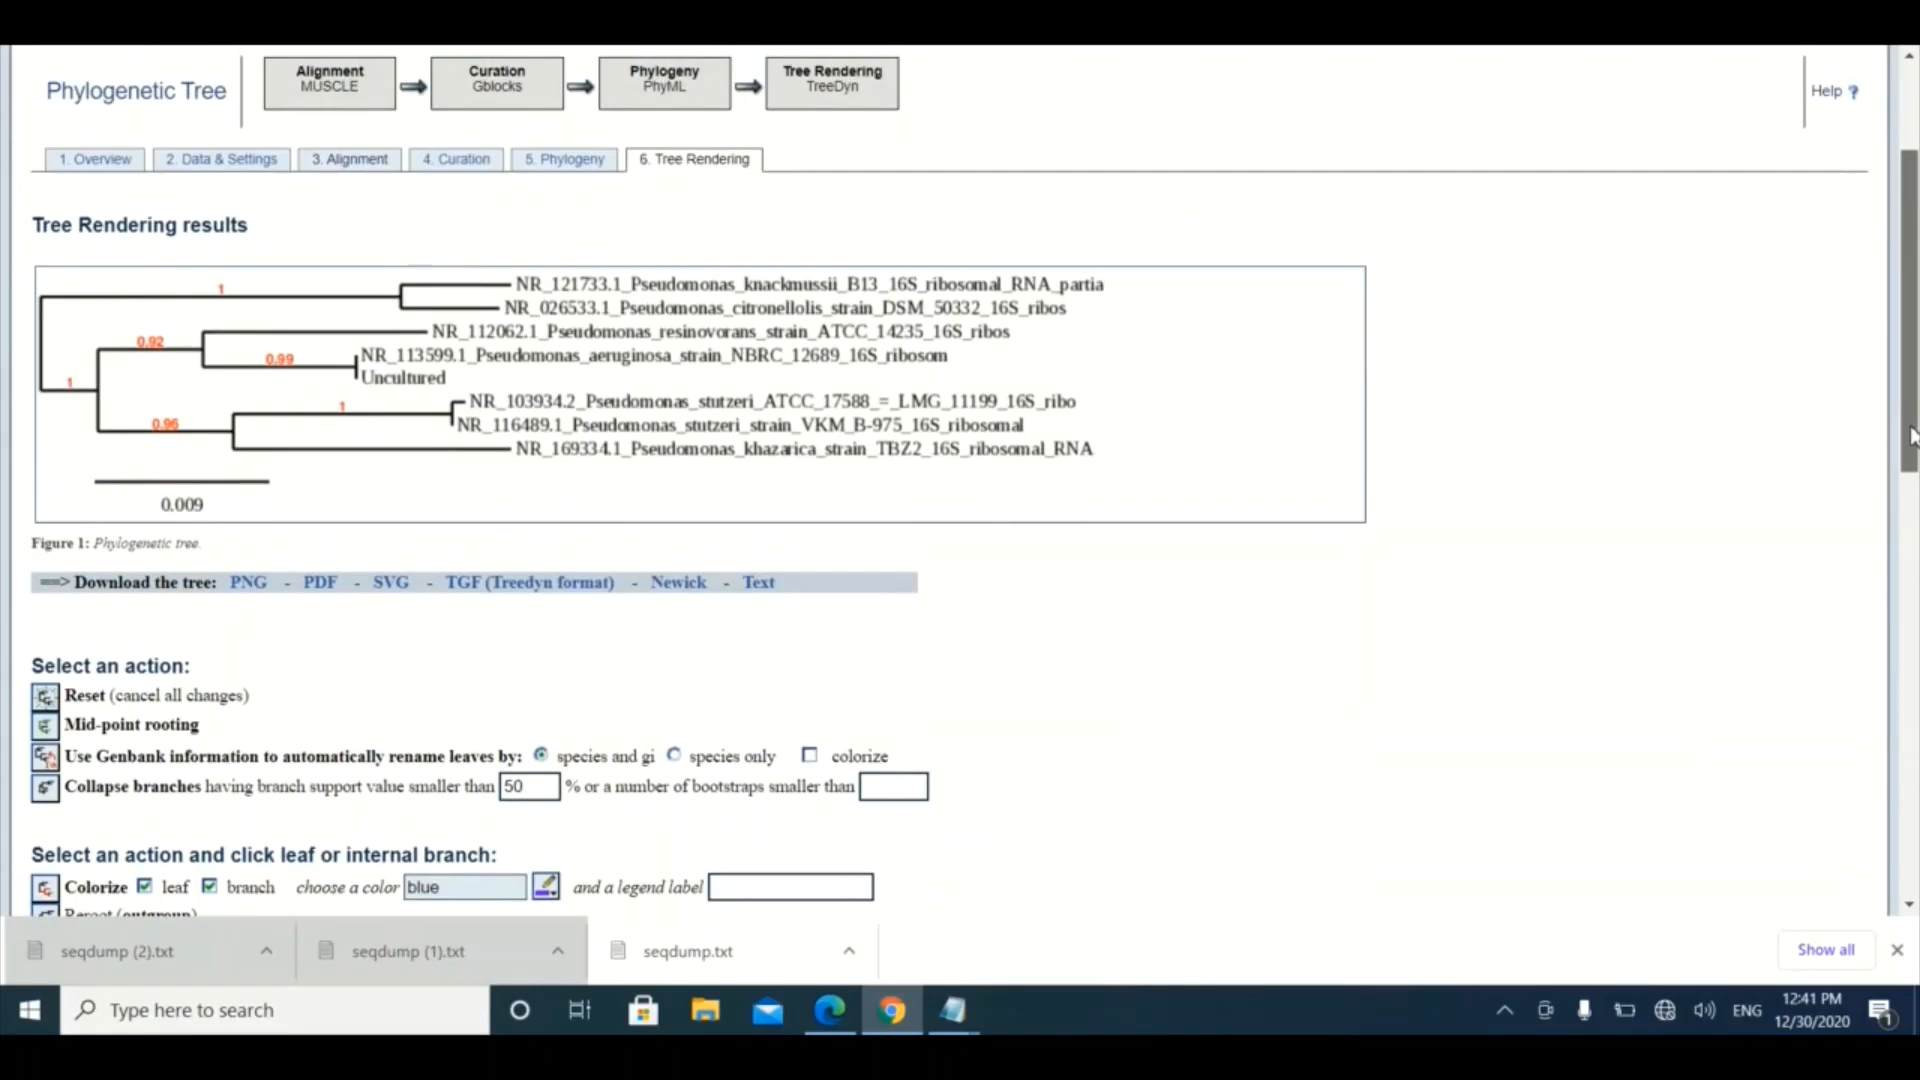 Phylogenetic Tree
Alignment
MUSCLE
Curation
Gblocks
Phylogeny
PhyML
Tree Rendering
TreeDyn
Help ?
1. Overview
2. Data & Settings
3. Alignment
4. Curation
5. Phylogeny
6. Tree Rendering
Tree Rendering results
1
NR_121733.1_Pseudomonas_knackmussii_B13_16S_ribosomal_RNA_partia
NR_026533.1_Pseudomonas_citronellolis_strain_DSM_50332_16S_ribos
NR_112062.1_Pseudomonas_resinovorans_strain_ATCC_14235_16S_ribos
0.92
0.99
NR_113599.1_Pseudomonas_aeruginosa_strain_NBRC_12689_16S_ribosom
Uncultured
1
1
NR_103934.2_Pseudomonas_stutzeri_ATCC_17588_=_LMG_11199_16S_ribo
0.96
NR_116489.1_Pseudomonas_stutzeri_strain_VKM_B-975_16S_ribosomal
NR_169334.1_Pseudomonas_khazarica_strain_TBZ2_16S_ribosomal_RNA
0.009
Figure 1: Phylogenetic tree.
==> Download the tree: PNG - PDF - SVG - TGF (Treedyn format) - Newick - Text
Select an action:
Reset (cancel all changes)
Mid-point rooting
Use Genbank information to automatically rename leaves by: species and gi species only colorize
Collapse branches having branch support value smaller than 50 % or a number of bootstraps smaller than
Select an action and click leaf or internal branch:
Colorize leaf branch choose a color blue and a legend label
Reroot (outgroup)
seqdump (2).txt
seqdump (1).txt
seqdump.txt
Show all
Type here to search
ENG
12:41 PM
12/30/2020
1